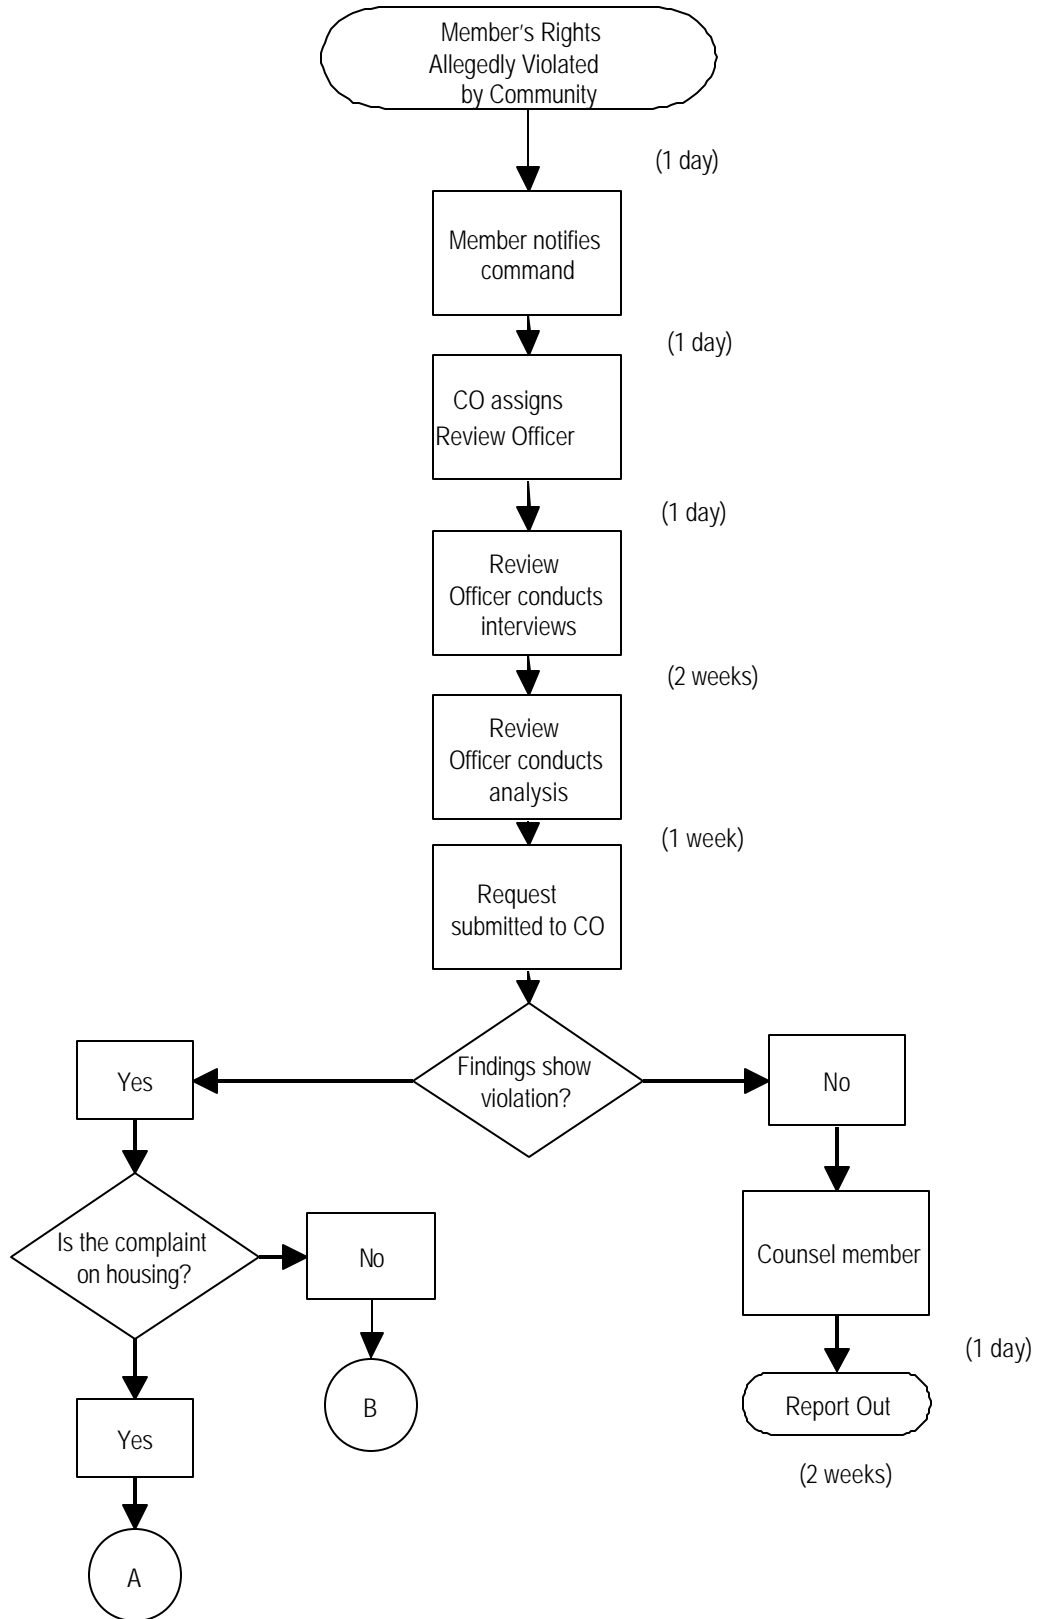 Member's Rights
Allegedly Violated
by Community
(1 day)
Member notifies
command
(1 day)
CO assigns
Review Officer
(1 day)
Review
Officer conducts
interviews
(2 weeks)
Review
Officer conducts
analysis
(1 week)
Request
submitted to CO
Findings show
violation?
Yes
No
Is the complaint
on housing?
No
Counsel member
(1 day)
B
Report Out
Yes
(2 weeks)
A